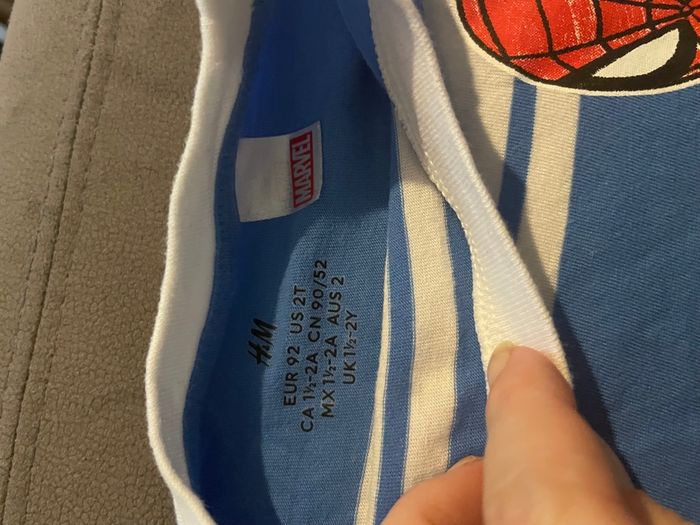 MARVEL
H&M
EUR 92 US 2T
CA 1½-2A CN 90/52
MX 1½-2A AUS 2
UK 1½-2Y